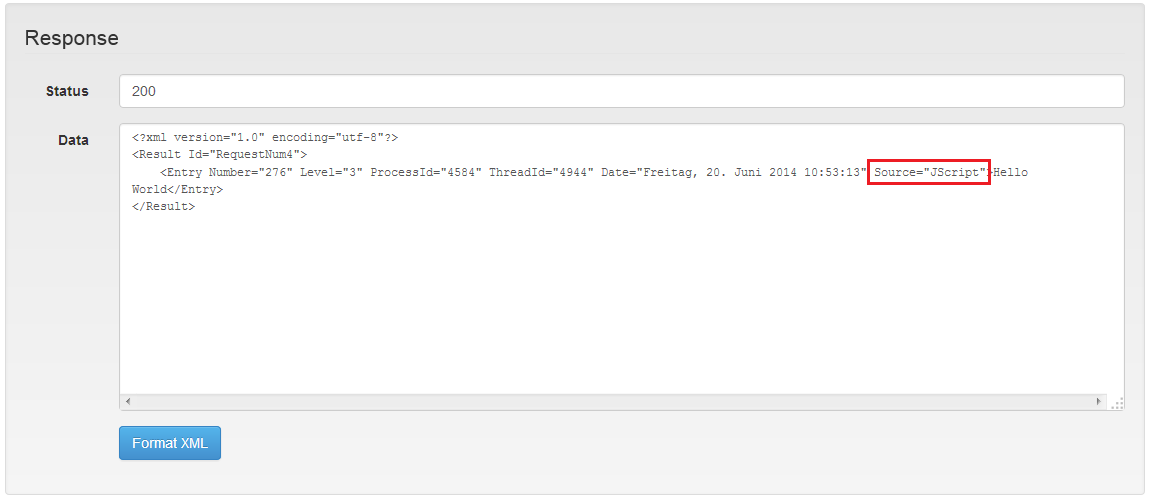 Response
Status
200
Data
<?xml version="1.0" encoding="utf-8"?>
<Result Id="RequestNum4">
<Entry Number="276" Level="3" ProcessId="4584" ThreadId="4944" Date="Freitag, 20. Juni 2014 10:53:13" Source="JScript">Hello
World</Entry>
</Result>
Format XML